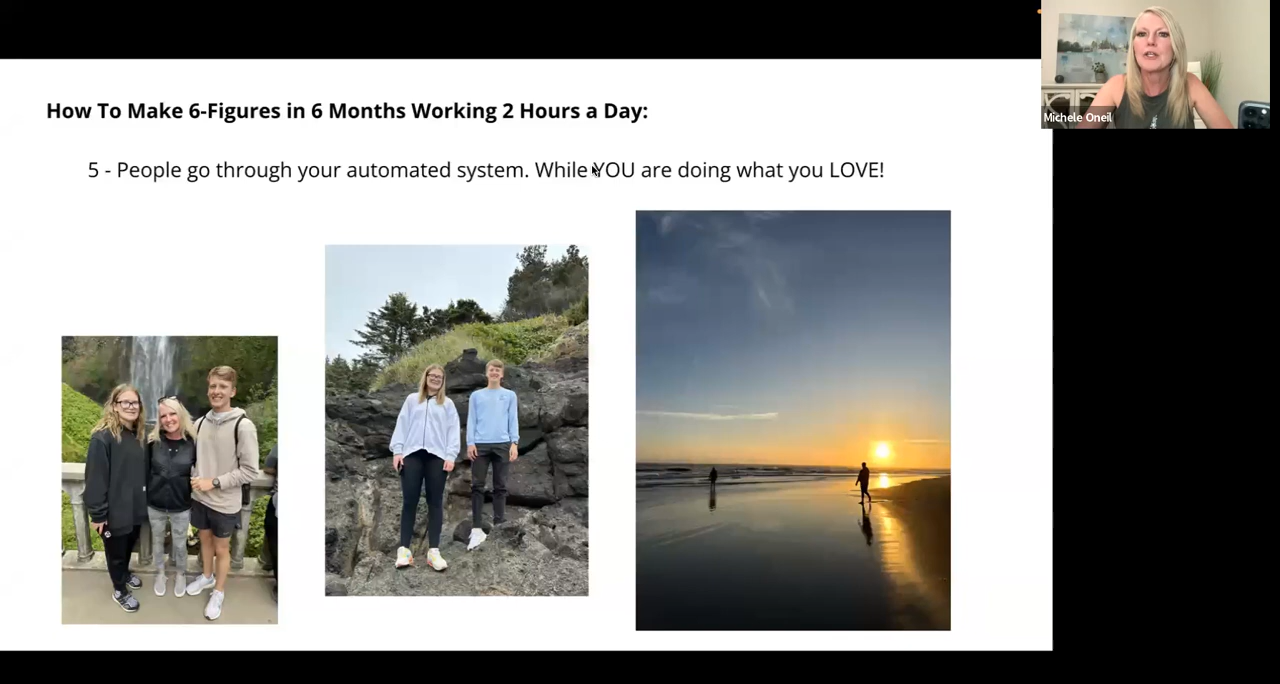 How To Make 6-Figures in 6 Months Working 2 Hours a Day:
5 - People go through your automated system. While YOU are doing what you LOVE!
Michele Oneil